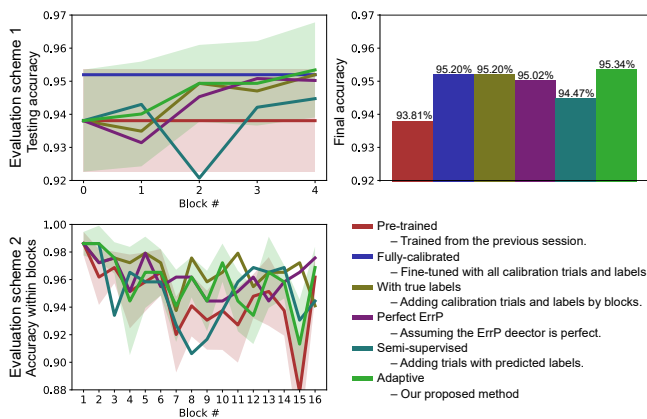 Evaluation scheme 1
Testing accuracy
0.97
0.96
0.95
0.94
0.93
0.92
0
1
2
3
4
Block #
Final accuracy
0.97
0.96
0.95
0.94
0.93
0.92
93.81%
95.20%
95.20%
95.02%
94.47%
95.34%
Evaluation scheme 2
Accuracy within blocks
1.00
0.98
0.96
0.94
0.92
0.90
0.88
1 2 3 4 5 6 7 8 9 10 11 12 13 14 15 16
Block #
Pre-trained
– Trained from the previous session.
Fully-calibrated
– Fine-tuned with all calibration trials and labels
With true labels
– Adding calibration trials and labels by blocks.
Perfect ErrP
– Assuming the ErrP deector is perfect.
Semi-supervised
– Adding trials with predicted labels.
Adaptive
– Our proposed method